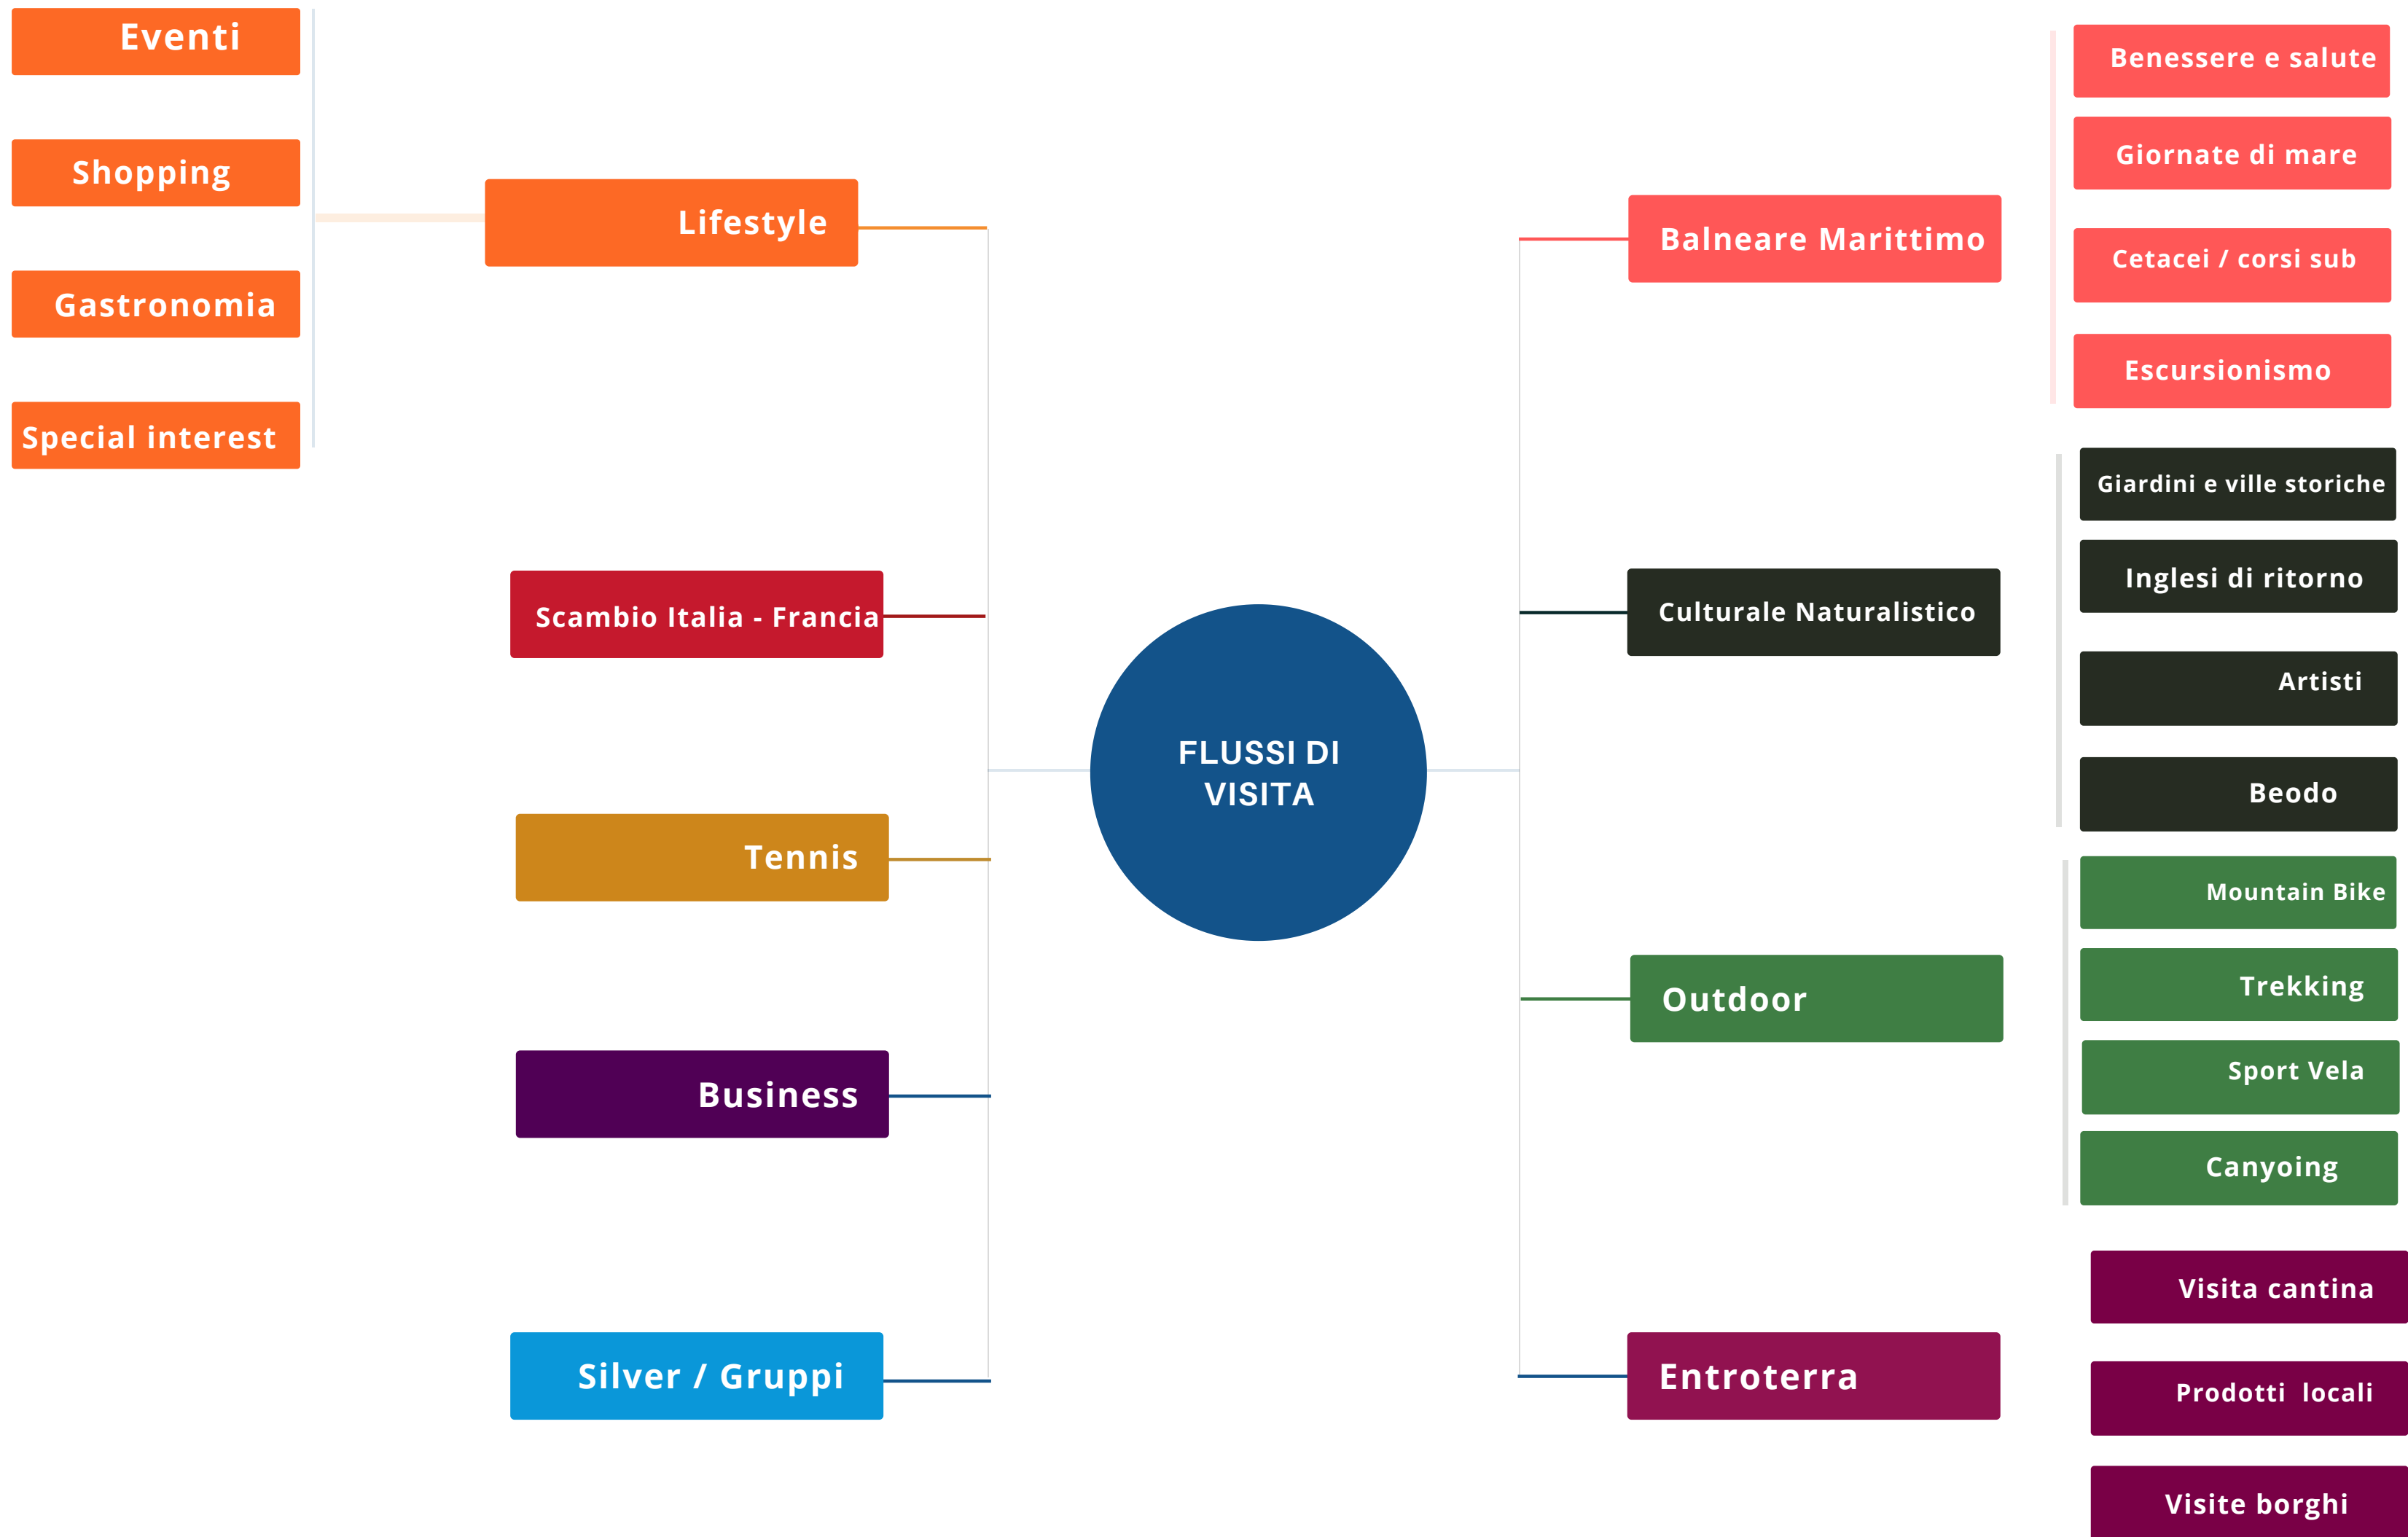 Eventi
Shopping
Gastronomia
Special interest
Lifestyle
Scambio Italia - Francia
Tennis
Business
Silver / Gruppi
FLUSSI DI
VISITA
Balneare Marittimo
Culturale Naturalistico
Outdoor
Entroterra
Benessere e salute
Giornate di mare
Cetacei / corsi sub
Escursionismo
Giardini e ville storiche
Inglesi di ritorno
Artisti
Beodo
Mountain Bike
Trekking
Sport Vela
Canyoing
Visita cantina
Prodotti locali
Visite borghi